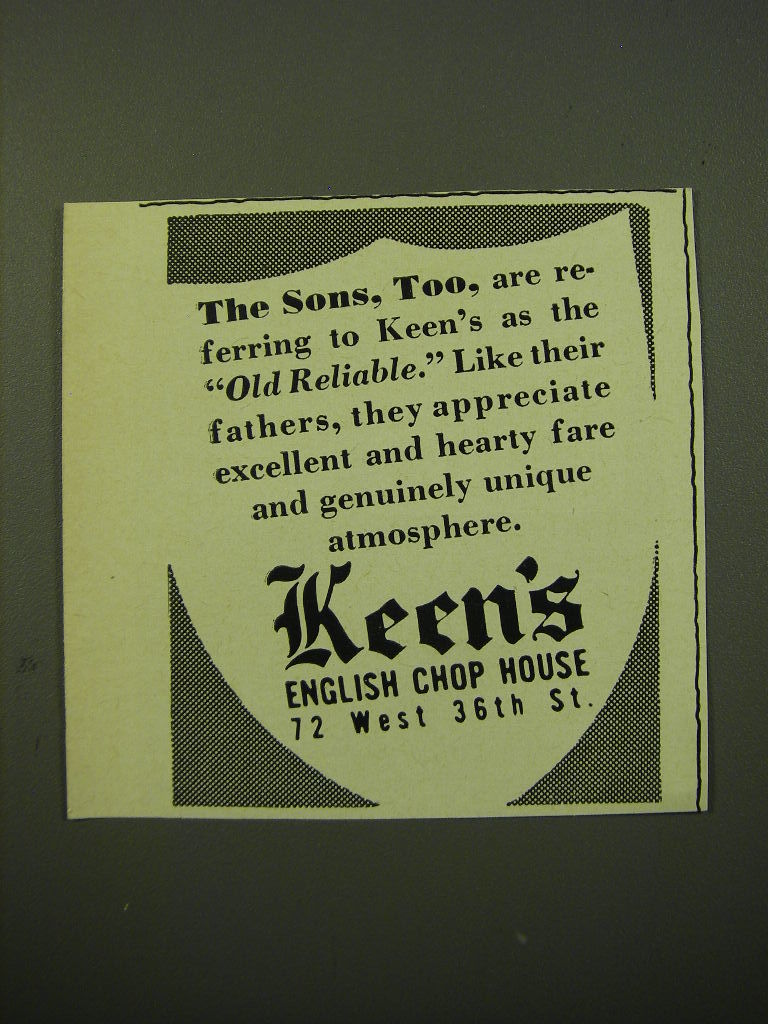 The Sons, Too, are re-
ferring to Keen's as the
"Old Reliable." Like their
fathers, they appreciate
excellent and hearty fare
and genuinely unique
atmosphere.
Keen's
ENGLISH CHOP HOUSE
72 West 36th St.